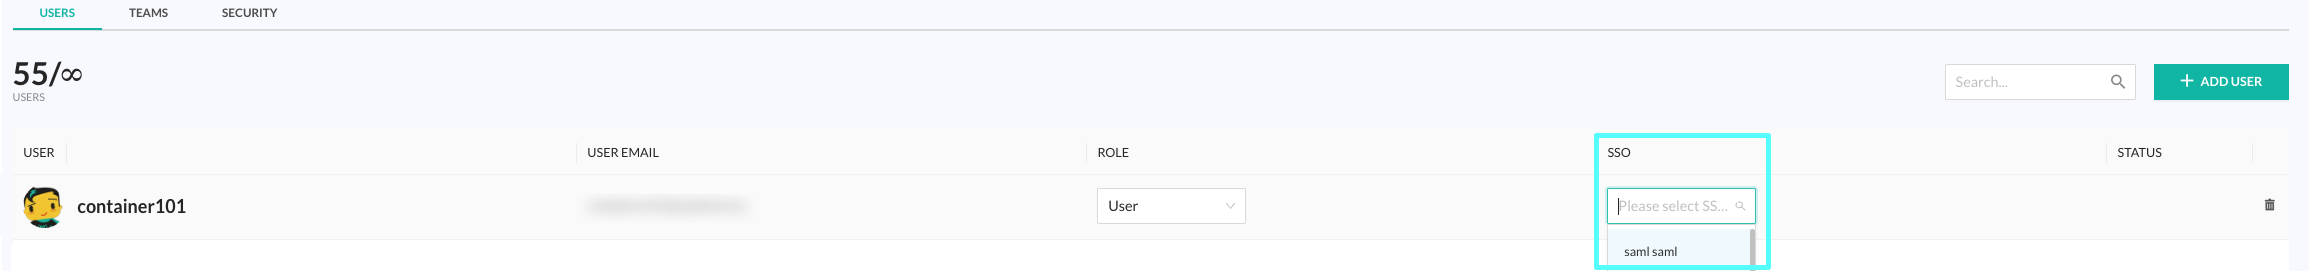 USERS TEAMS SECURITY
55/∞
USERS
Search...
+ ADD USER
USER USER EMAIL ROLE SSO STATUS
container101 User Please select SS...
saml saml